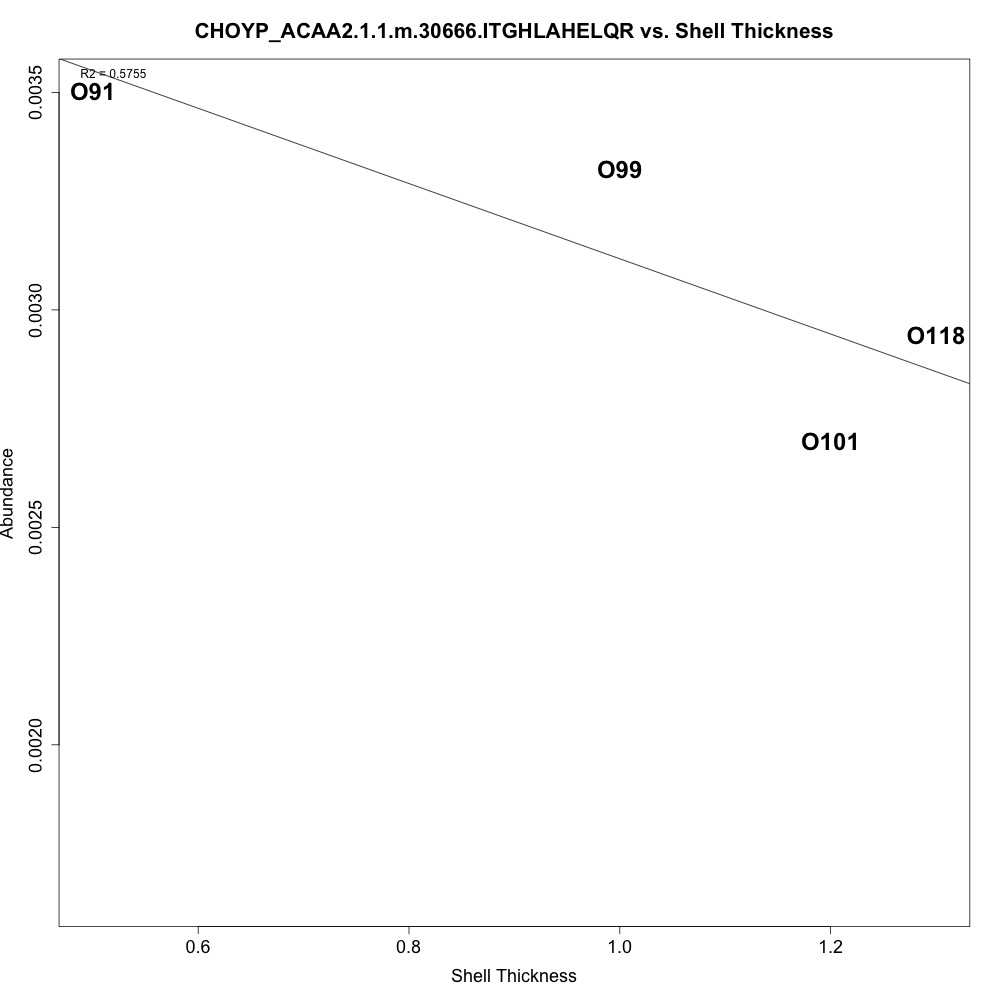 CHOYP_ACAA2.1.1.m.30666.ITGHLAHELQR vs. Shell Thickness
R2 = 0.5755
O91
O99
O118
O101
Abundance
0.0035
0.0030
0.0025
0.0020
0.6 0.8 1.0 1.2
Shell Thickness